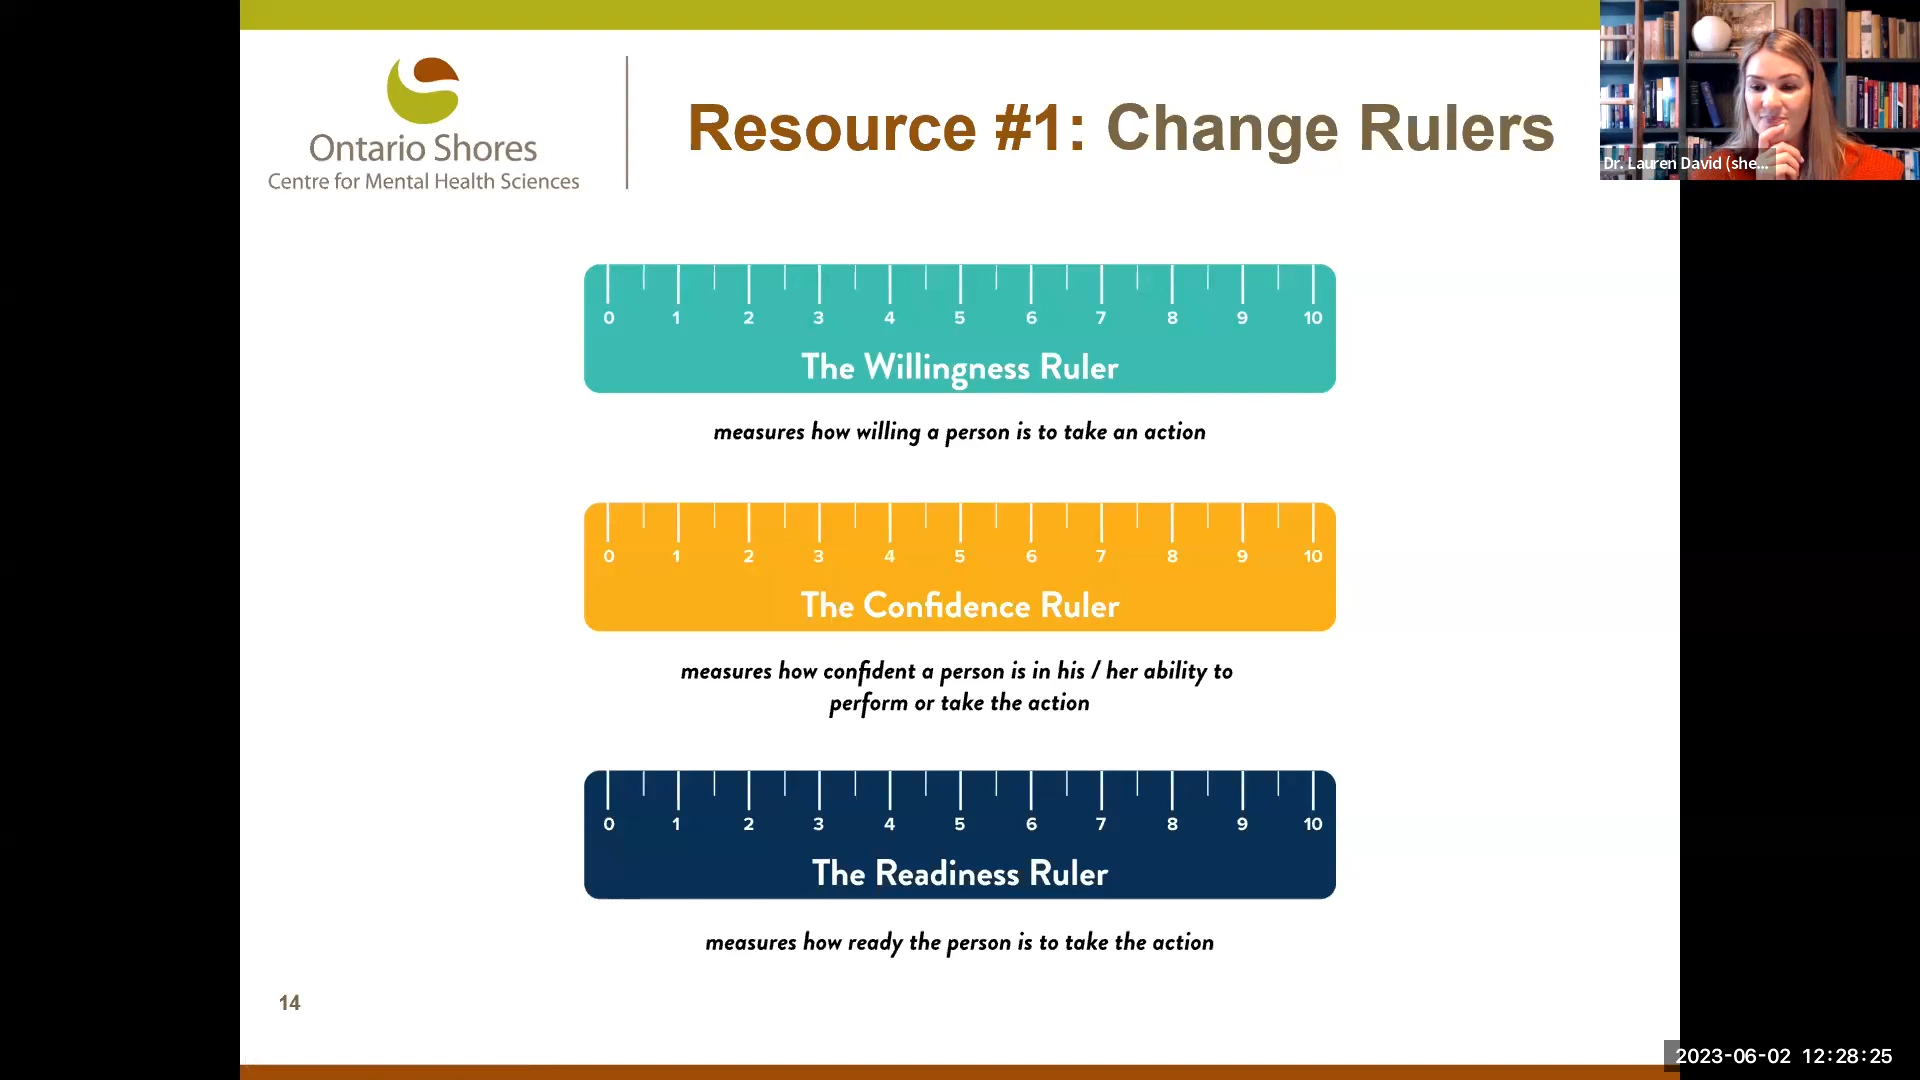 Ontario Shores
Centre for Mental Health Sciences
Resource #1: Change Rulers
Dr. Lauren David (she...
0 1 2 3 4 5 6 7 8 9 10
The Willingness Ruler
measures how willing a person is to take an action
0 1 2 3 4 5 6 7 8 9 10
The Confidence Ruler
measures how confident a person is in his / her ability to
perform or take the action
0 1 2 3 4 5 6 7 8 9 10
The Readiness Ruler
measures how ready the person is to take the action
14
2023-06-02 12:28:25